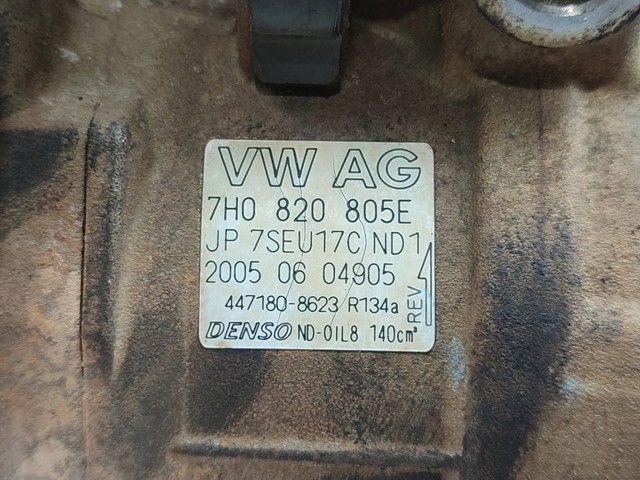 VW AG
7H0 820 805E
JP 7SEU17C ND1
2005 06 04905
447180-8623 R134a
DENSO ND-OIL8 140cm³
REV